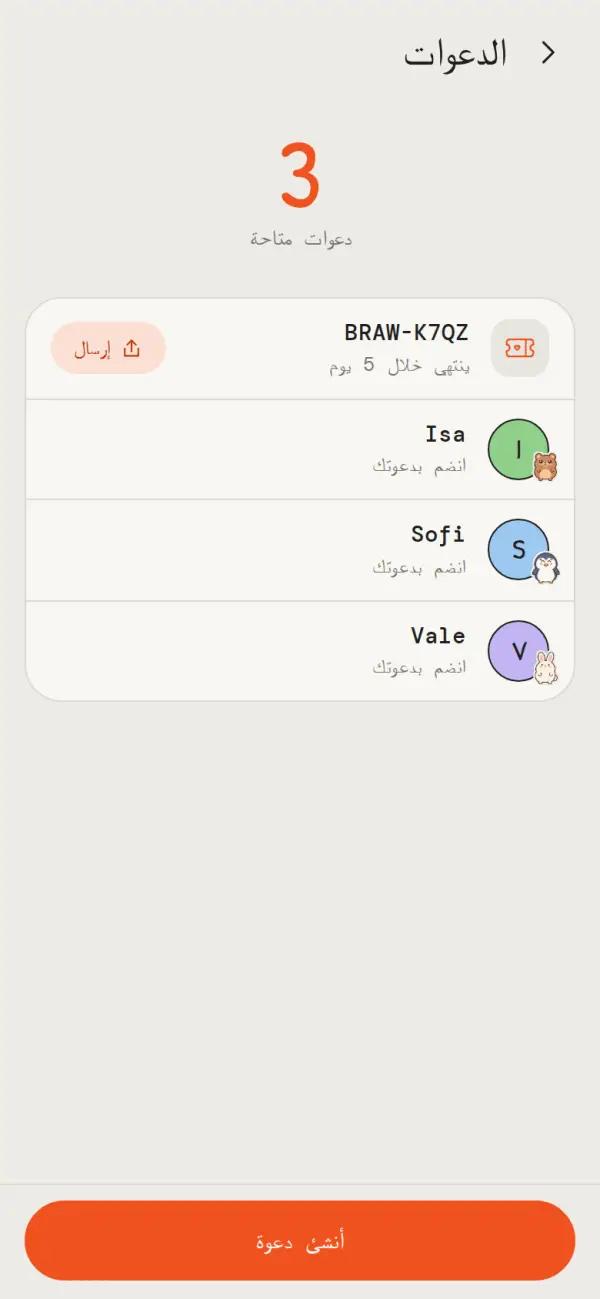 الدعوات
3
دعوات متاحة
BRAW-K7QZ
ينتهي خلال 5 يوم
إرسال
I
Isa
انضم بدعوتك
S
Sofi
انضم بدعوتك
V
Vale
انضم بدعوتك
أنشئ دعوة